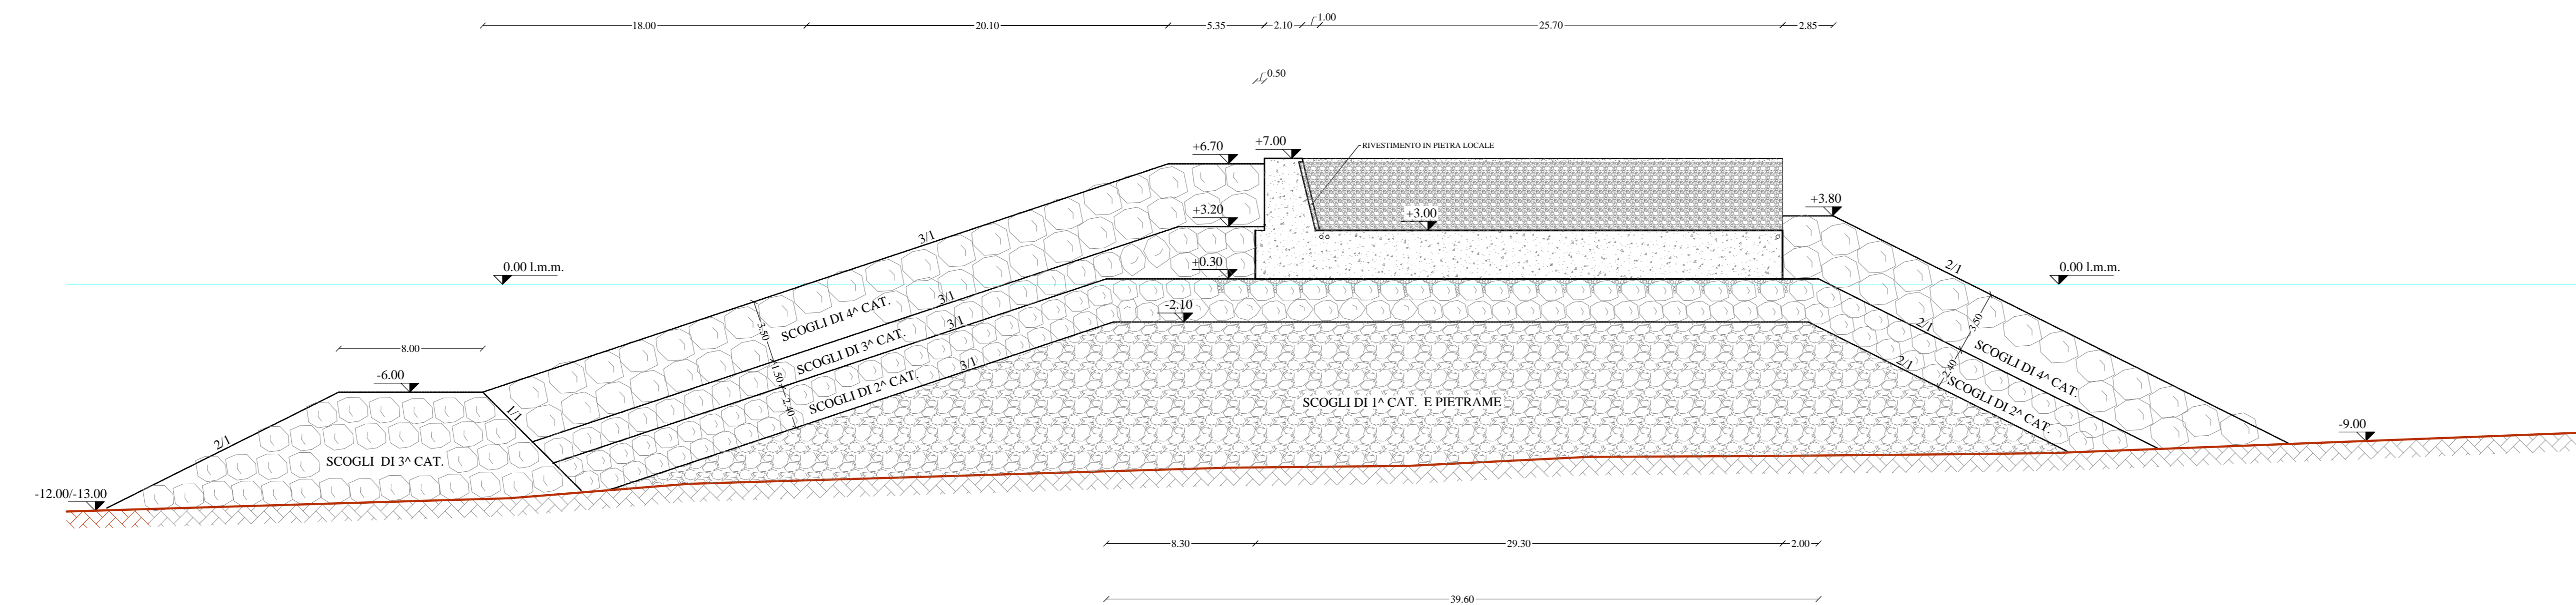 18.00 20.10 5.35 2.10 1.00 25.70 2.85
0.50
+6.70 +7.00 RIVESTIMENTO IN PIETRA LOCALE
+3.20 +3.00 +3.80
3/1
0.00 l.m.m. +0.30 2/1 0.00 l.m.m.
3/1 -2.10
3.50 SCOGLI DI 4^ CAT. 3/1 2/1 3.50
8.00 SCOGLI DI 3^ CAT. 3/1 2/1 SCOGLI DI 4^ CAT.
-6.00 1.50 SCOGLI DI 2^ CAT. 2.40 SCOGLI DI 2^ CAT.
1/1 2.40 SCOGLI DI 1^ CAT. E PIETRAME
2/1 -9.00
SCOGLI DI 3^ CAT.
-12.00/-13.00
8.30 29.30 2.00
39.60